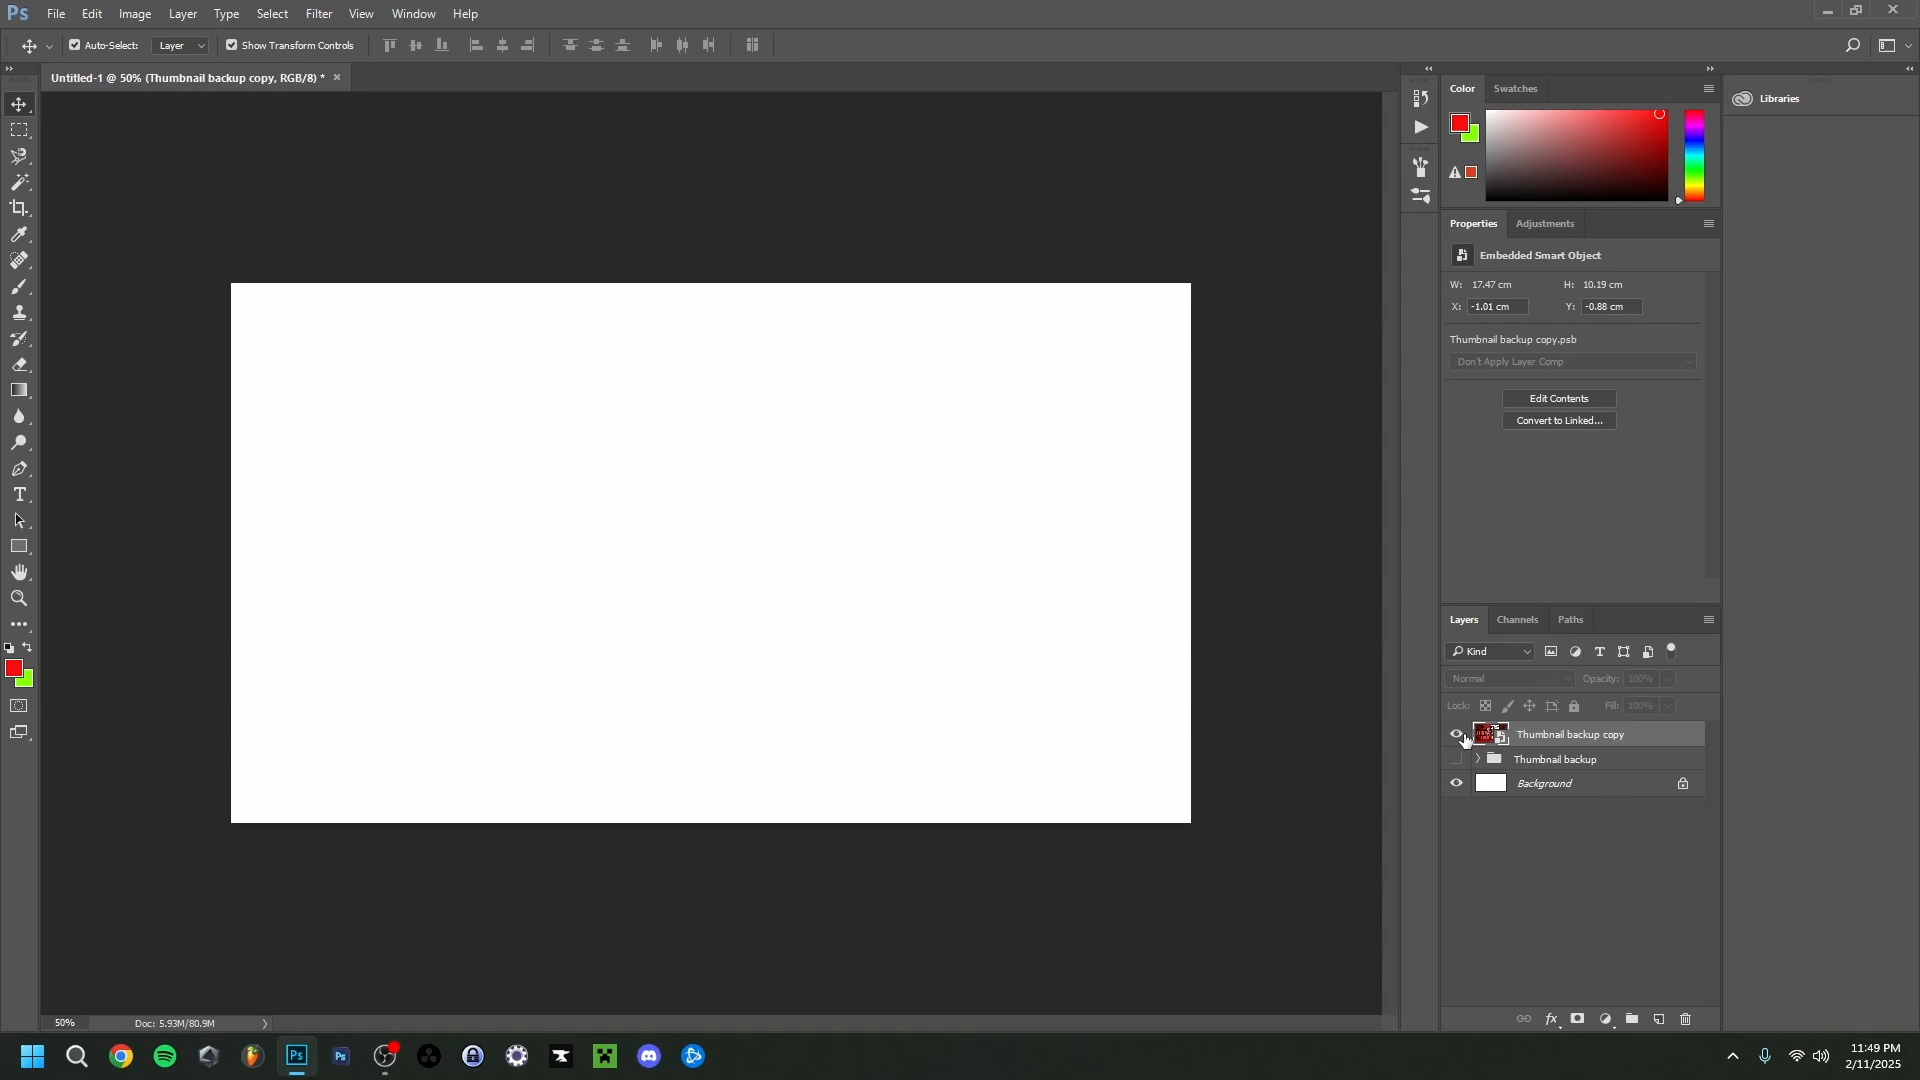 Ps File Edit Image Layer Type Select Filter 3D View Window Help
Auto-Select: Layer Show Transform Controls
Untitled-1 @ 50% (Thumbnail backup copy, RGB/8) * ×
Color Swatches
Libraries
Properties Adjustments
Embedded Smart Object
W: 17.47 cm H: 10.19 cm
X: -1.01 cm Y: -0.88 cm
Thumbnail backup copy.psb
Don't Apply Layer Comp
Edit Contents
Convert to Linked...
T
Layers Channels Paths
Kind T
Normal Opacity: 100%
Lock: Fill: 100%
Thumbnail backup copy
Thumbnail backup
Background
fx
50% Doc: 5.93M/80.9M
Ps Ps
11:49 PM
2/11/2025